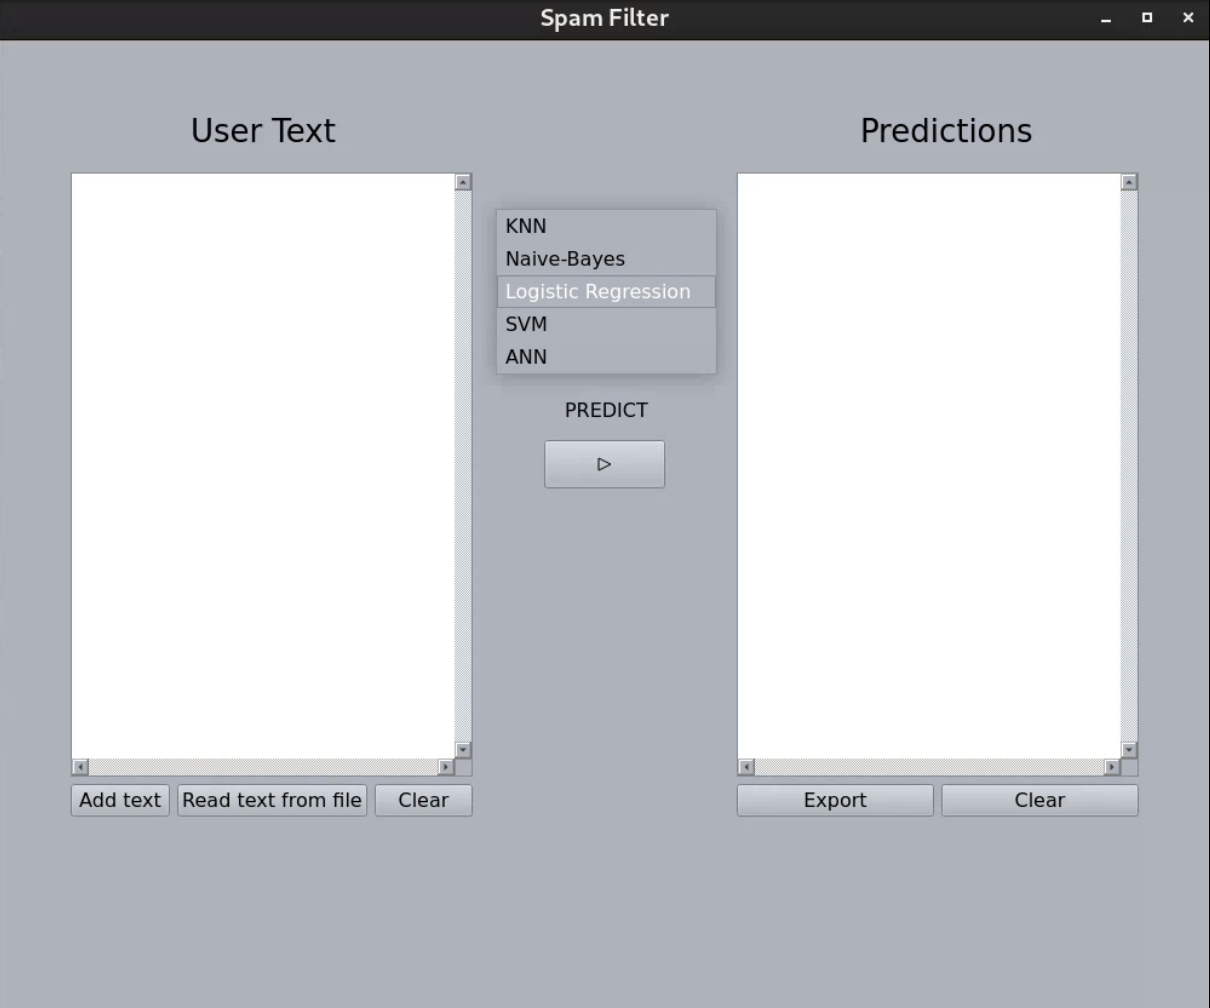 Spam Filter
User Text
Predictions
KNN
Naive-Bayes
Logistic Regression
SVM
ANN
PREDICT
Add text
Read text from file
Clear
Export
Clear